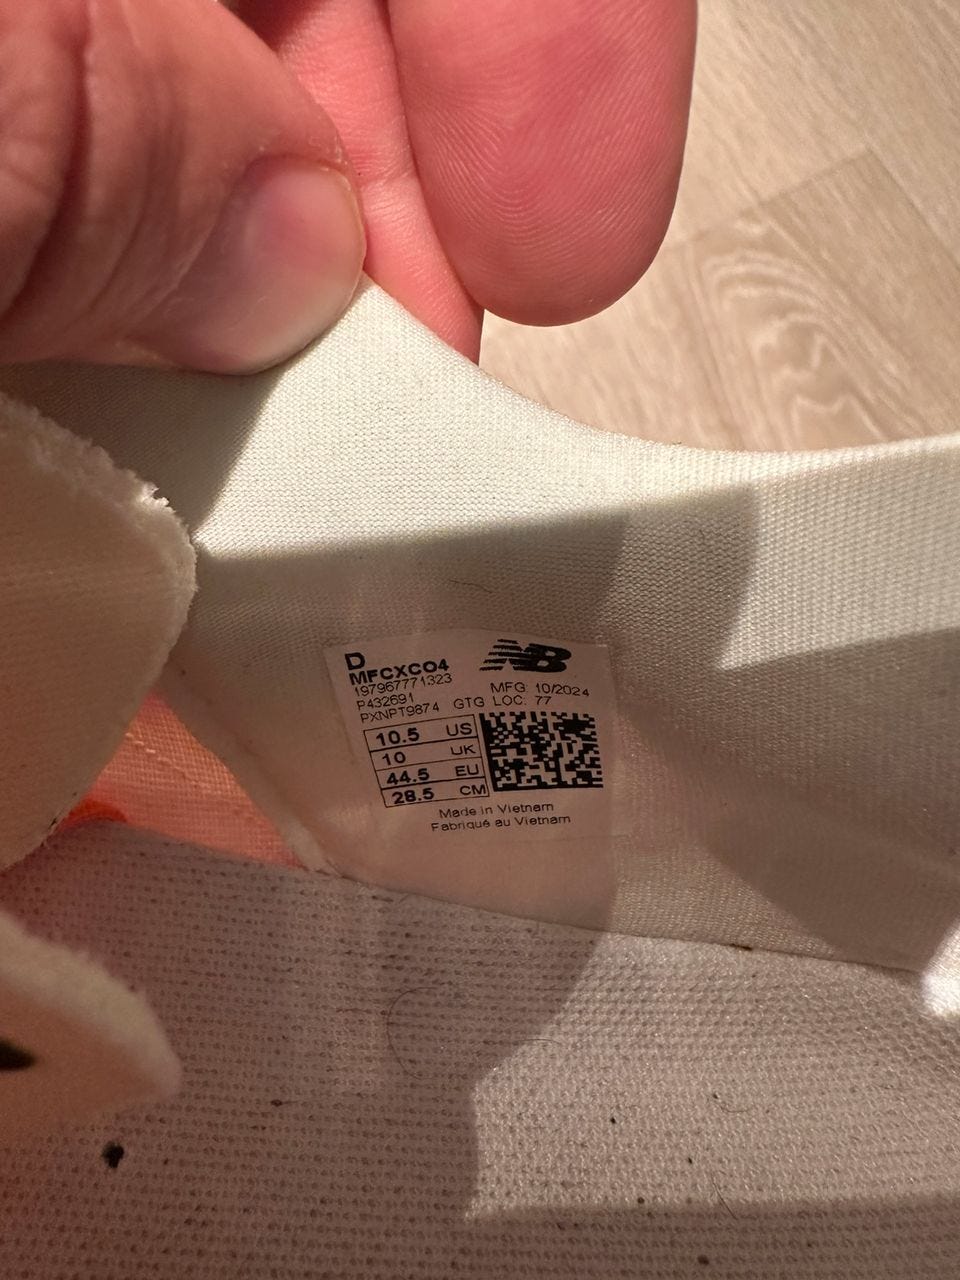 D
NB
MFCXCO4
197967771323
MFG: 10/2024
P432691
GTG LOC: 77
PXNPT9874
10.5 US
10 UK
44.5 EU
28.5 CM
Made in Vietnam
Fabriqué au Vietnam